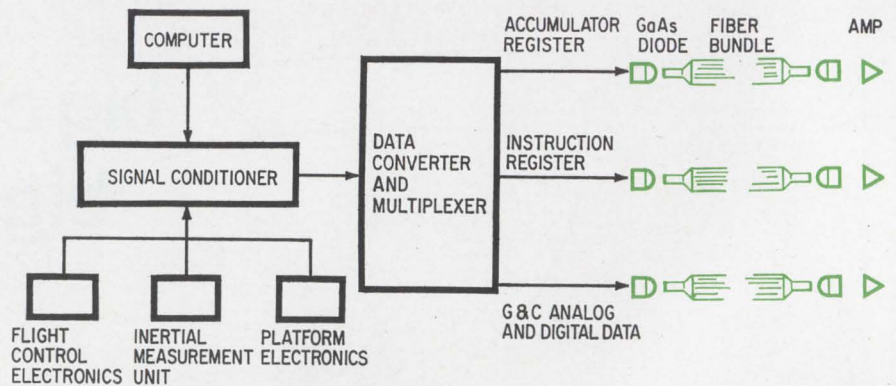 COMPUTER
SIGNAL CONDITIONER
FLIGHT
CONTROL
ELECTRONICS
INERTIAL
MEASUREMENT
UNIT
PLATFORM
ELECTRONICS
DATA
CONVERTER
AND
MULTIPLEXER
ACCUMULATOR
REGISTER
INSTRUCTION
REGISTER
G&C ANALOG
AND DIGITAL DATA
GaAs
DIODE
FIBER
BUNDLE
AMP